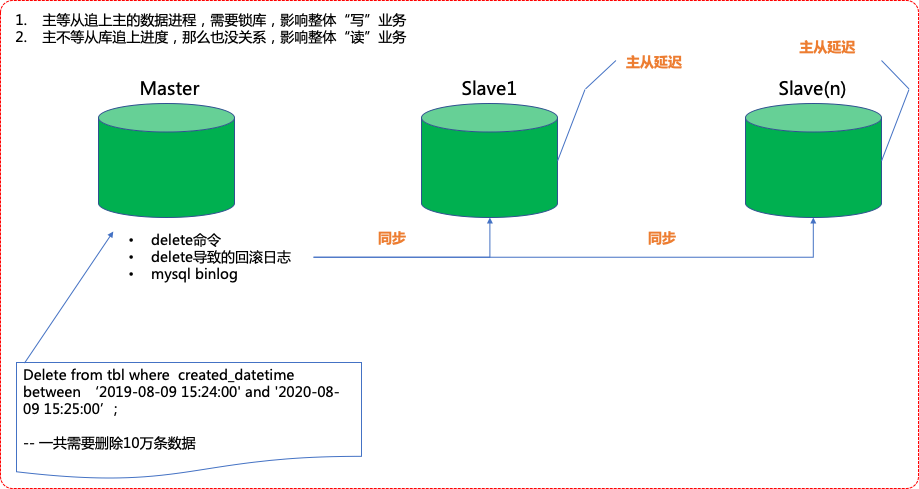 1. 主等从追上主的数据进程，需要锁库，影响整体“写”业务
2. 主不等从库追上进度，那么也没关系，影响整体“读”业务
主从延迟
主从延迟
Master
Slave1
Slave(n)
• delete命令
• delete导致的回滚日志
• mysql binlog
同步
同步
Delete from tbl where created_datetime
between ‘2019-08-09 15:24:00' and '2020-08-
09 15:25:00’;
-- 一共需要删除10万条数据